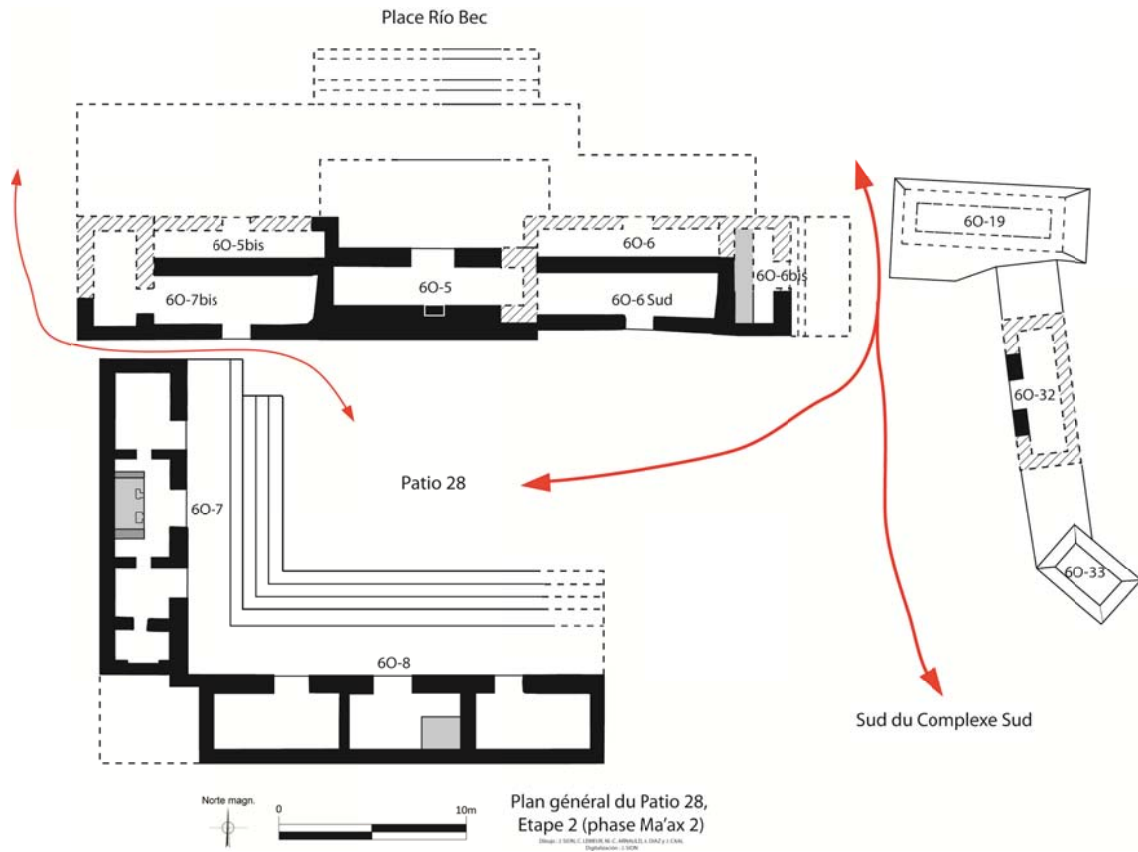 Place Río Bec
6O-19
6O-5bis
6O-6
6O-5
6O-6bis
6O-7bis
6O-6 Sud
6O-32
Patio 28
6O-7
6O-33
6O-8
Sud du Complexe Sud
Norte magn.
0 10m
Plan général du Patio 28,
Etape 2 (phase Ma'ax 2)
Digitalización : J. SION